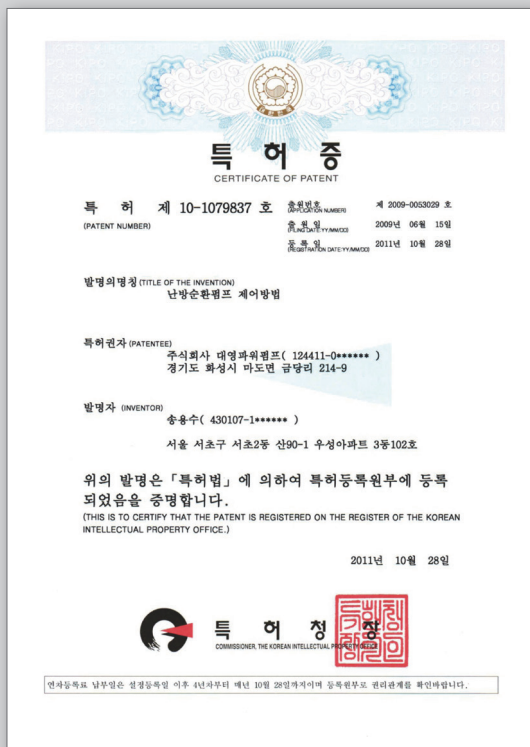 특 허 증
CERTIFICATE OF PATENT
특 허 제 10-1079837 호
(PATENT NUMBER)
출원번호 제 2009-0053029 호
(APPLICATION NUMBER)
출 원 일 2009년 06월 15일
(FILING DATE:YY/MM/DD)
등 록 일 2011년 10월 28일
(REGISTRATION DATE:YY/MM/DD)
발명의명칭 (TITLE OF THE INVENTION)
난방순환펌프 제어방법
특허권자 (PATENTEE)
주식회사 대영파워펌프( 124411-0****** )
경기도 화성시 마도면 금당리 214-9
발명자 (INVENTOR)
송용수( 430107-1****** )
서울 서초구 서초2동 산90-1 우성아파트 3동102호
위의 발명은 「특허법」에 의하여 특허등록원부에 등록
되었음을 증명합니다.
(THIS IS TO CERTIFY THAT THE PATENT IS REGISTERED ON THE REGISTER OF THE KOREAN
INTELLECTUAL PROPERTY OFFICE.)
2011년 10월 28일
특 허 청 장
COMMISSIONER, THE KOREAN INTELLECTUAL PROPERTY OFFICE
연차등록료 납부일은 설정등록일 이후 4년차부터 매년 10월 28일까지이며 등록원부로 권리관계를 확인바랍니다.